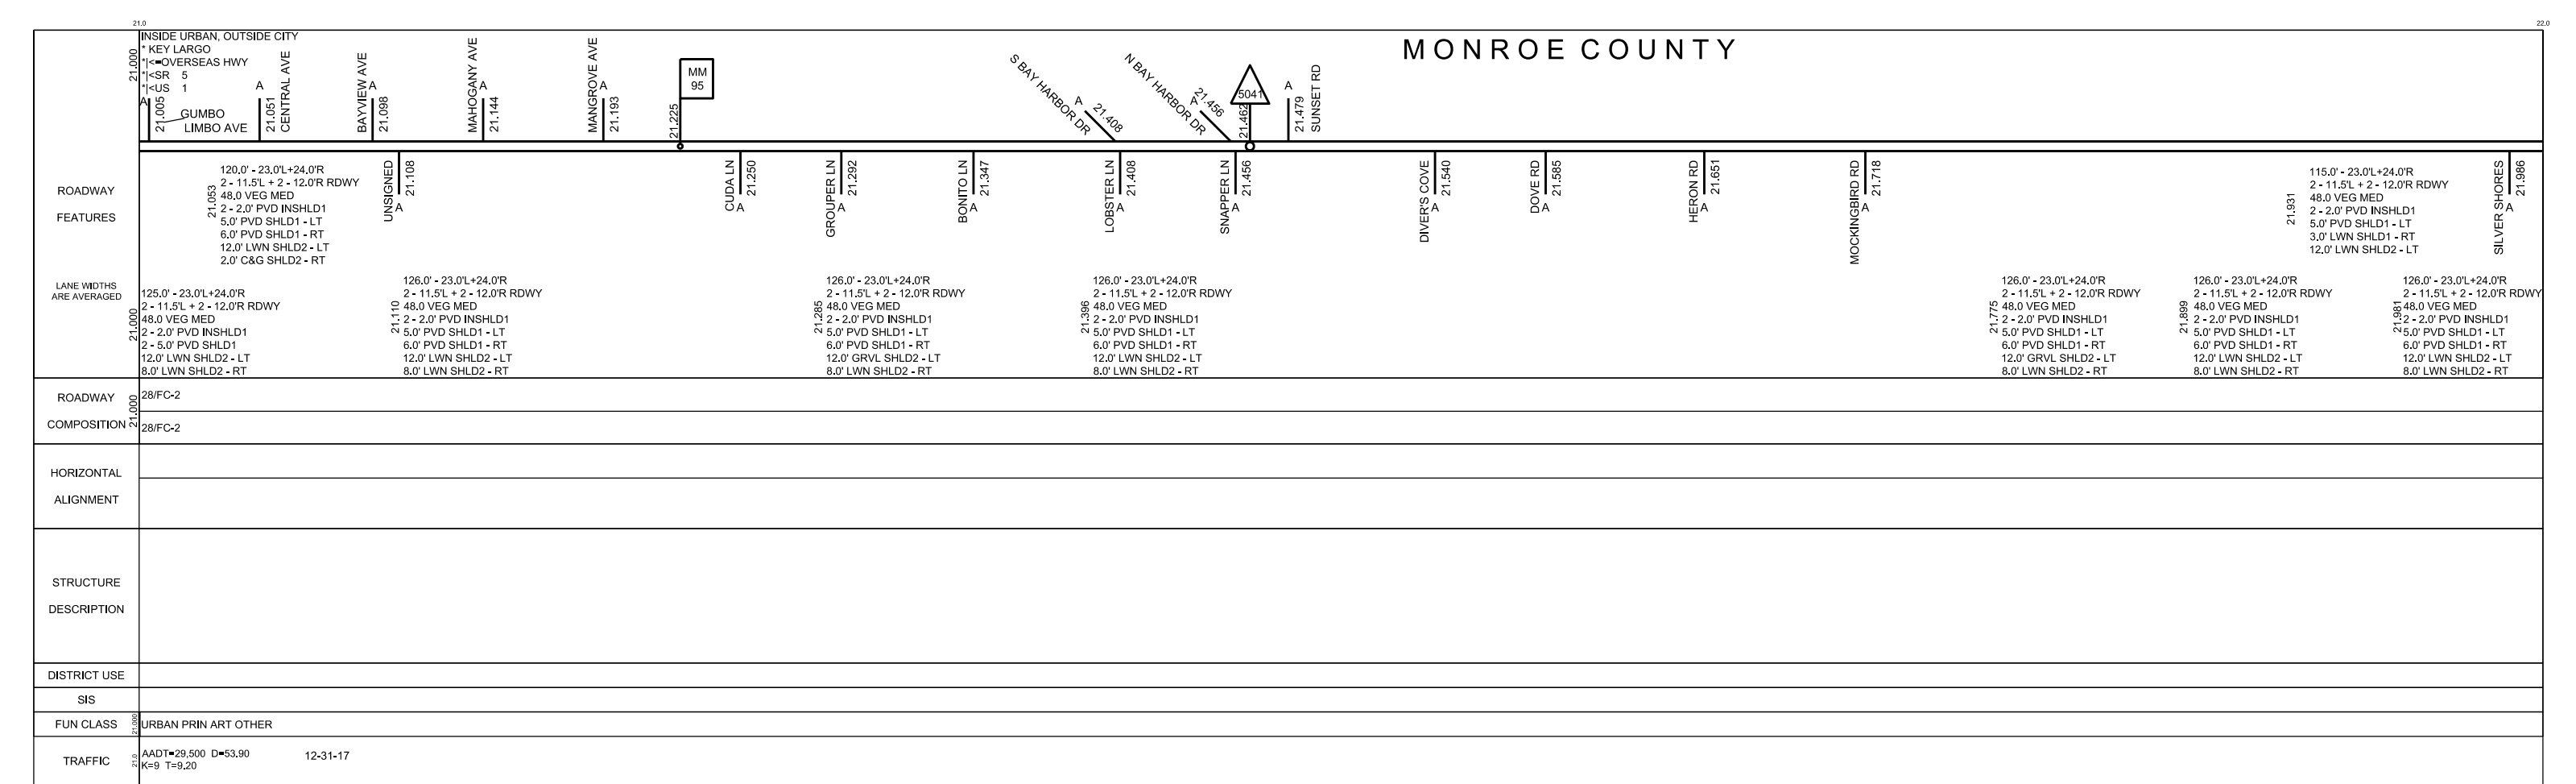 21.0
22.0
MONROE COUNTY
INSIDE URBAN, OUTSIDE CITY
* KEY LARGO
*|<=OVERSEAS HWY
*|<SR 5
*|<US 1
21.000
A
21.005
GUMBO
LIMBO AVE
A
21.051
CENTRAL AVE
BAYVIEW AVE
A
21.098
MAHOGANY AVE
A
21.144
MANGROVE AVE
A
21.193
MM
95
21.225
S BAY HARBOR DR
A
21.408
N BAY HARBOR DR
A
21.456
5041
21.462
A
21.479
SUNSET RD
ROADWAY
FEATURES
LANE WIDTHS
ARE AVERAGED
21.053
120.0' - 23.0'L+24.0'R
2 - 11.5'L + 2 - 12.0'R RDWY
48.0 VEG MED
2 - 2.0' PVD INSHLD1
5.0' PVD SHLD1 - LT
6.0' PVD SHLD1 - RT
12.0' LWN SHLD2 - LT
2.0' C&G SHLD2 - RT
UNSIGNED
A
21.108
CUDA LN
A
21.250
GROUPER LN
A
21.292
BONITO LN
A
21.347
LOBSTER LN
A
21.408
SNAPPER LN
A
21.456
DIVER'S COVE
A
21.540
DOVE RD
A
21.585
HERON RD
A
21.651
MOCKINGBIRD RD
A
21.718
21.931
115.0' - 23.0'L+24.0'R
2 - 11.5'L + 2 - 12.0'R RDWY
48.0 VEG MED
2 - 2.0' PVD INSHLD1
5.0' PVD SHLD1 - LT
3.0' LWN SHLD1 - RT
12.0' LWN SHLD2 - LT
SILVER SHORES
A
21.986
21.000
125.0' - 23.0'L+24.0'R
2 - 11.5'L + 2 - 12.0'R RDWY
48.0 VEG MED
2 - 2.0' PVD INSHLD1
2 - 5.0' PVD SHLD1
12.0' LWN SHLD2 - LT
8.0' LWN SHLD2 - RT
21.110
126.0' - 23.0'L+24.0'R
2 - 11.5'L + 2 - 12.0'R RDWY
48.0 VEG MED
2 - 2.0' PVD INSHLD1
5.0' PVD SHLD1 - LT
6.0' PVD SHLD1 - RT
12.0' LWN SHLD2 - LT
8.0' LWN SHLD2 - RT
21.285
126.0' - 23.0'L+24.0'R
2 - 11.5'L + 2 - 12.0'R RDWY
48.0 VEG MED
2 - 2.0' PVD INSHLD1
5.0' PVD SHLD1 - LT
6.0' PVD SHLD1 - RT
12.0' GRVL SHLD2 - LT
8.0' LWN SHLD2 - RT
21.396
126.0' - 23.0'L+24.0'R
2 - 11.5'L + 2 - 12.0'R RDWY
48.0 VEG MED
2 - 2.0' PVD INSHLD1
5.0' PVD SHLD1 - LT
6.0' PVD SHLD1 - RT
12.0' LWN SHLD2 - LT
8.0' LWN SHLD2 - RT
21.775
126.0' - 23.0'L+24.0'R
2 - 11.5'L + 2 - 12.0'R RDWY
48.0 VEG MED
2 - 2.0' PVD INSHLD1
5.0' PVD SHLD1 - LT
6.0' PVD SHLD1 - RT
12.0' GRVL SHLD2 - LT
8.0' LWN SHLD2 - RT
21.899
126.0' - 23.0'L+24.0'R
2 - 11.5'L + 2 - 12.0'R RDWY
48.0 VEG MED
2 - 2.0' PVD INSHLD1
5.0' PVD SHLD1 - LT
6.0' PVD SHLD1 - RT
12.0' LWN SHLD2 - LT
8.0' LWN SHLD2 - RT
21.981
126.0' - 23.0'L+24.0'R
2 - 11.5'L + 2 - 12.0'R RDWY
48.0 VEG MED
2 - 2.0' PVD INSHLD1
5.0' PVD SHLD1 - LT
6.0' PVD SHLD1 - RT
12.0' LWN SHLD2 - LT
8.0' LWN SHLD2 - RT
ROADWAY
COMPOSITION
21.000
28/FC-2
28/FC-2
HORIZONTAL
ALIGNMENT
STRUCTURE
DESCRIPTION
DISTRICT USE
SIS
FUN CLASS
21.000
URBAN PRIN ART OTHER
TRAFFIC
21.0
AADT=29,500 D=53.90
12-31-17
K=9 T=9.20